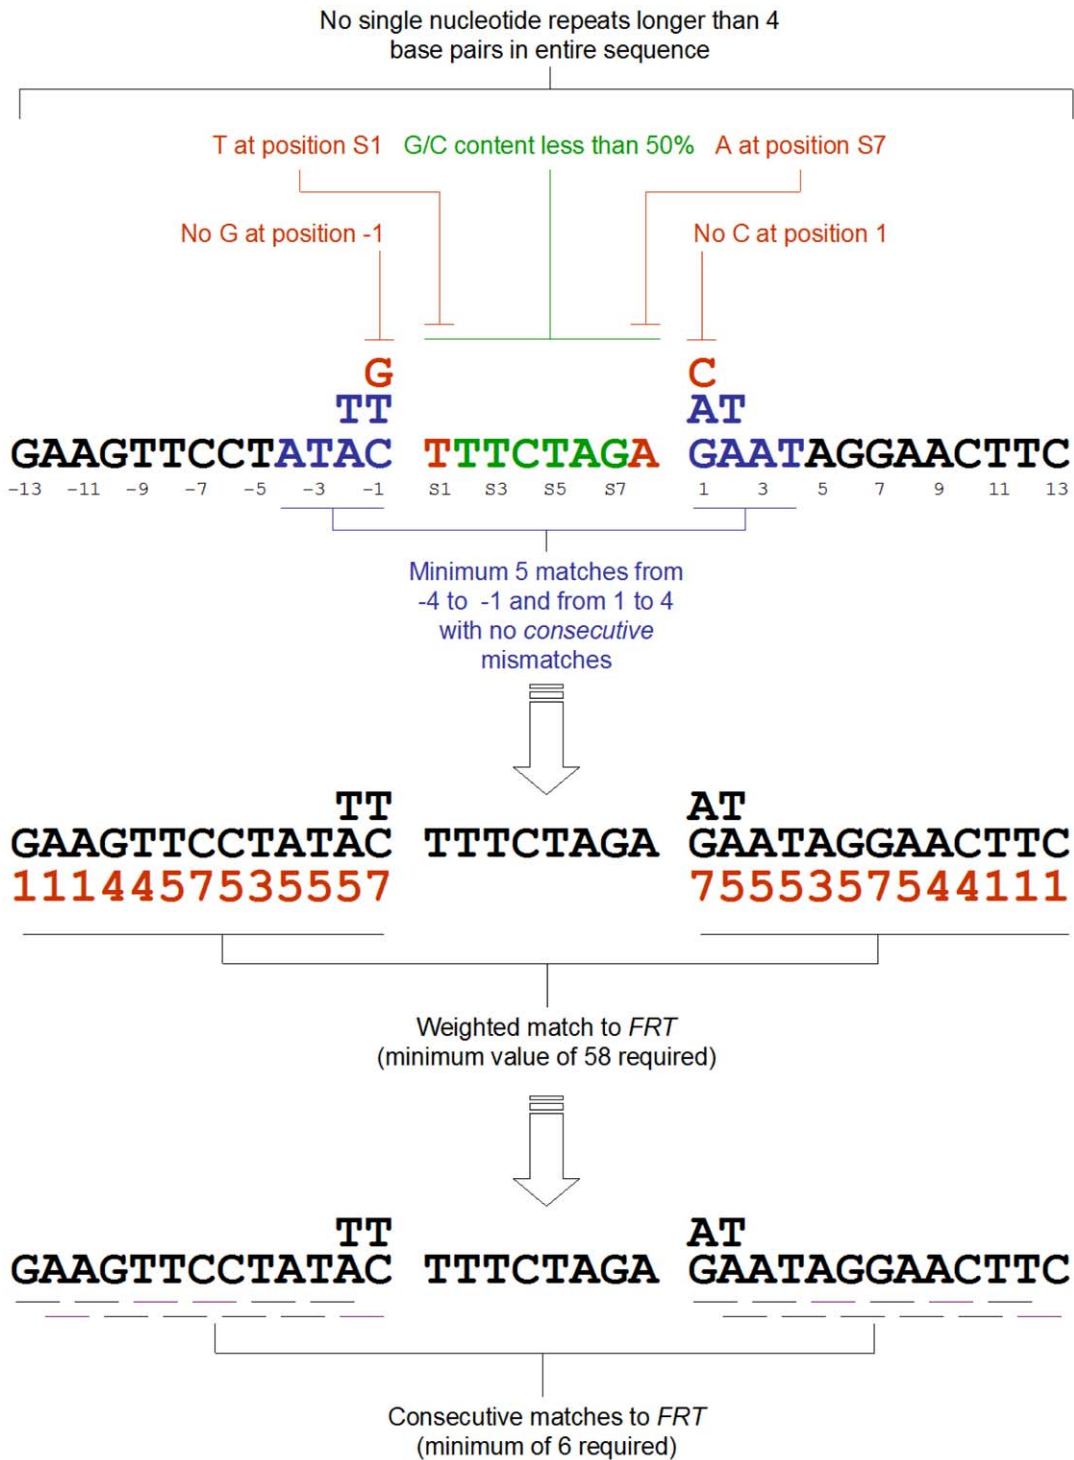 No single nucleotide repeats longer than 4
base pairs in entire sequence
T at position S1 G/C content less than 50% A at position S7
No G at position -1 No C at position 1
G C
TT AT
GAAGTTCCTATAC TTTCTAGA GAATAGGAACTTC
-13 -11 -9 -7 -5 -3 -1 S1 S3 S5 S7 1 3 5 7 9 11 13
Minimum 5 matches from
-4 to -1 and from 1 to 4
with no consecutive
mismatches
TT AT
GAAGTTCCTATAC TTTCTAGA GAATAGGAACTTC
1114457535557 7555357544111
Weighted match to FRT
(minimum value of 58 required)
TT AT
GAAGTTCCTATAC TTTCTAGA GAATAGGAACTTC
Consecutive matches to FRT
(minimum of 6 required)